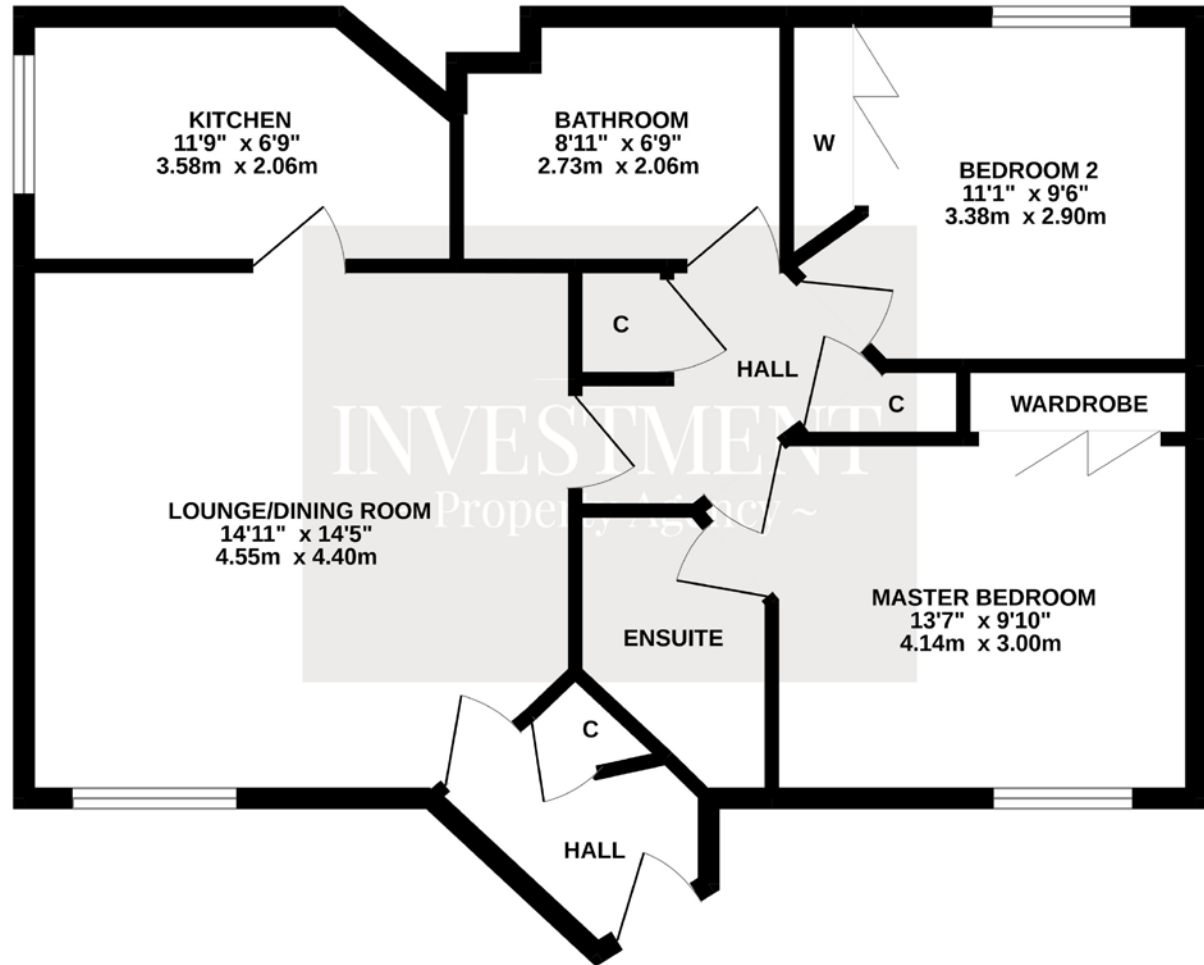 KITCHEN
11'9" x 6'9"
3.58m x 2.06m
BATHROOM
8'11" x 6'9"
2.73m x 2.06m
W
BEDROOM 2
11'1" x 9'6"
3.38m x 2.90m
C
HALL
C
WARDROBE
INVESTMENT
Property Agency ~
LOUNGE/DINING ROOM
14'11" x 14'5"
4.55m x 4.40m
MASTER BEDROOM
13'7" x 9'10"
4.14m x 3.00m
ENSUITE
C
HALL